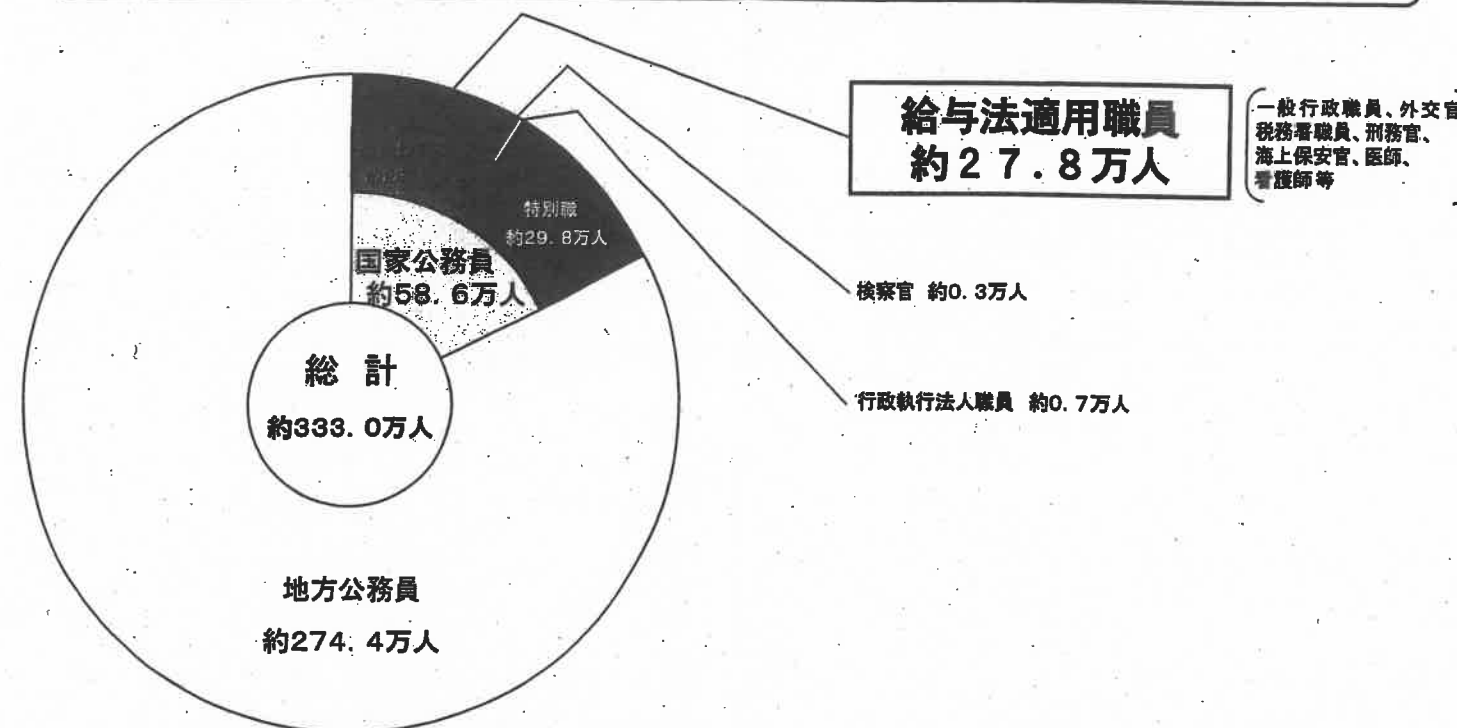 給与法適用職員
約27.8万人
一般行政職員、外交官
税務署職員、刑務官、
海上保安官、医師、
看護師等
特別職
約29.8万人
国家公務員
約58.6万人
検察官 約0.3万人
総 計
約333.0万人
行政執行法人職員 約0.7万人
地方公務員
約274.4万人